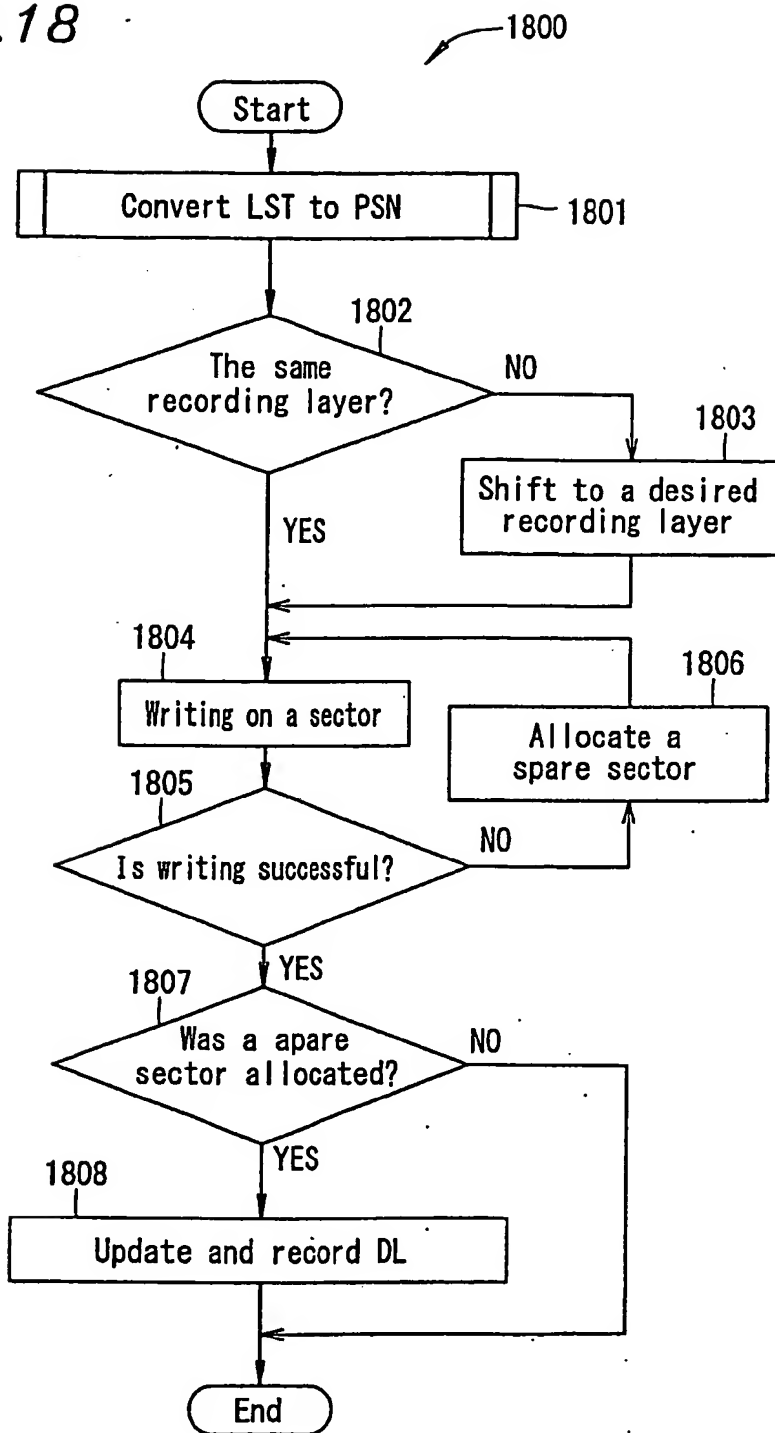 .18
1800
Start
Convert LST to PSN
1801
1802
The same
recording layer?
NO
1803
Shift to a desired
recording layer
YES
1804
Writing on a sector
1806
Allocate a
spare sector
1805
Is writing successful?
NO
YES
1807
Was a apare
sector allocated?
NO
YES
1808
Update and record DL
End